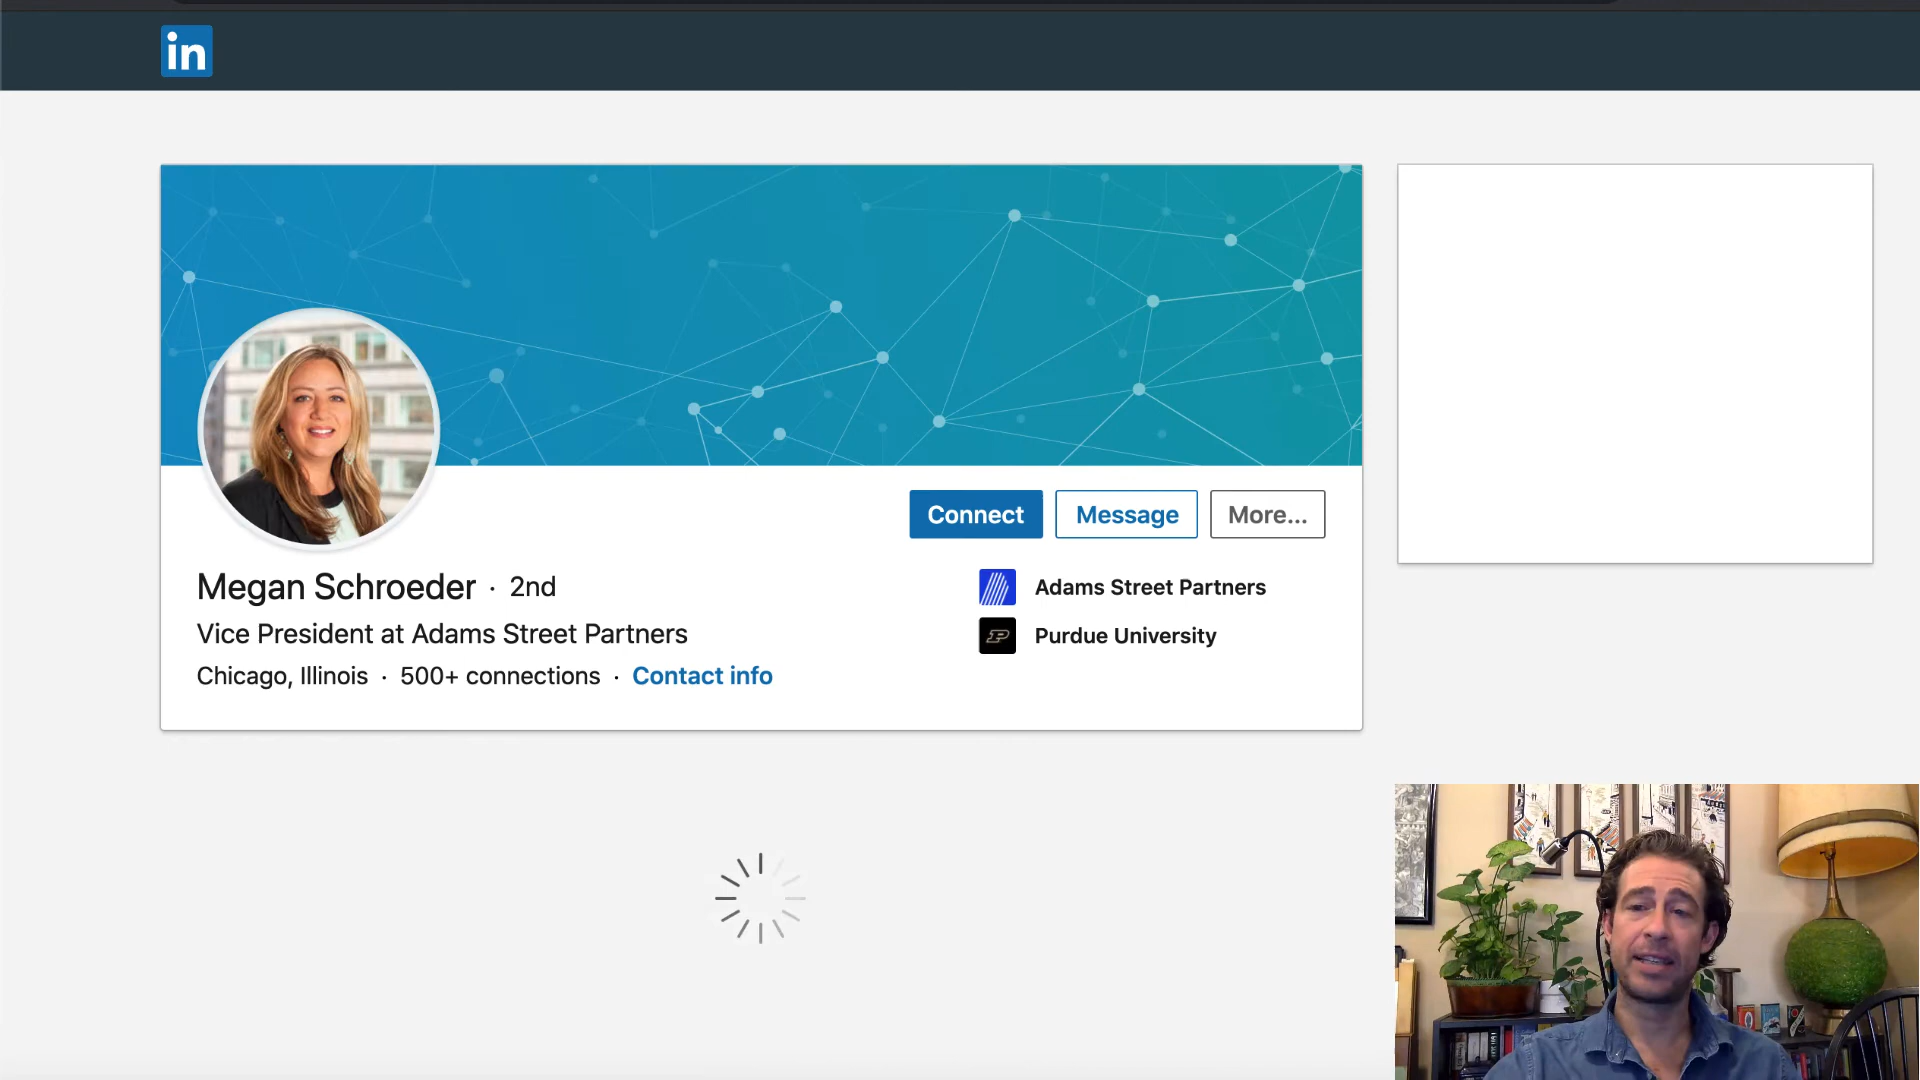 in
Connect
Message
More...
Megan Schroeder · 2nd
Adams Street Partners
Vice President at Adams Street Partners
Purdue University
Chicago, Illinois · 500+ connections · Contact info